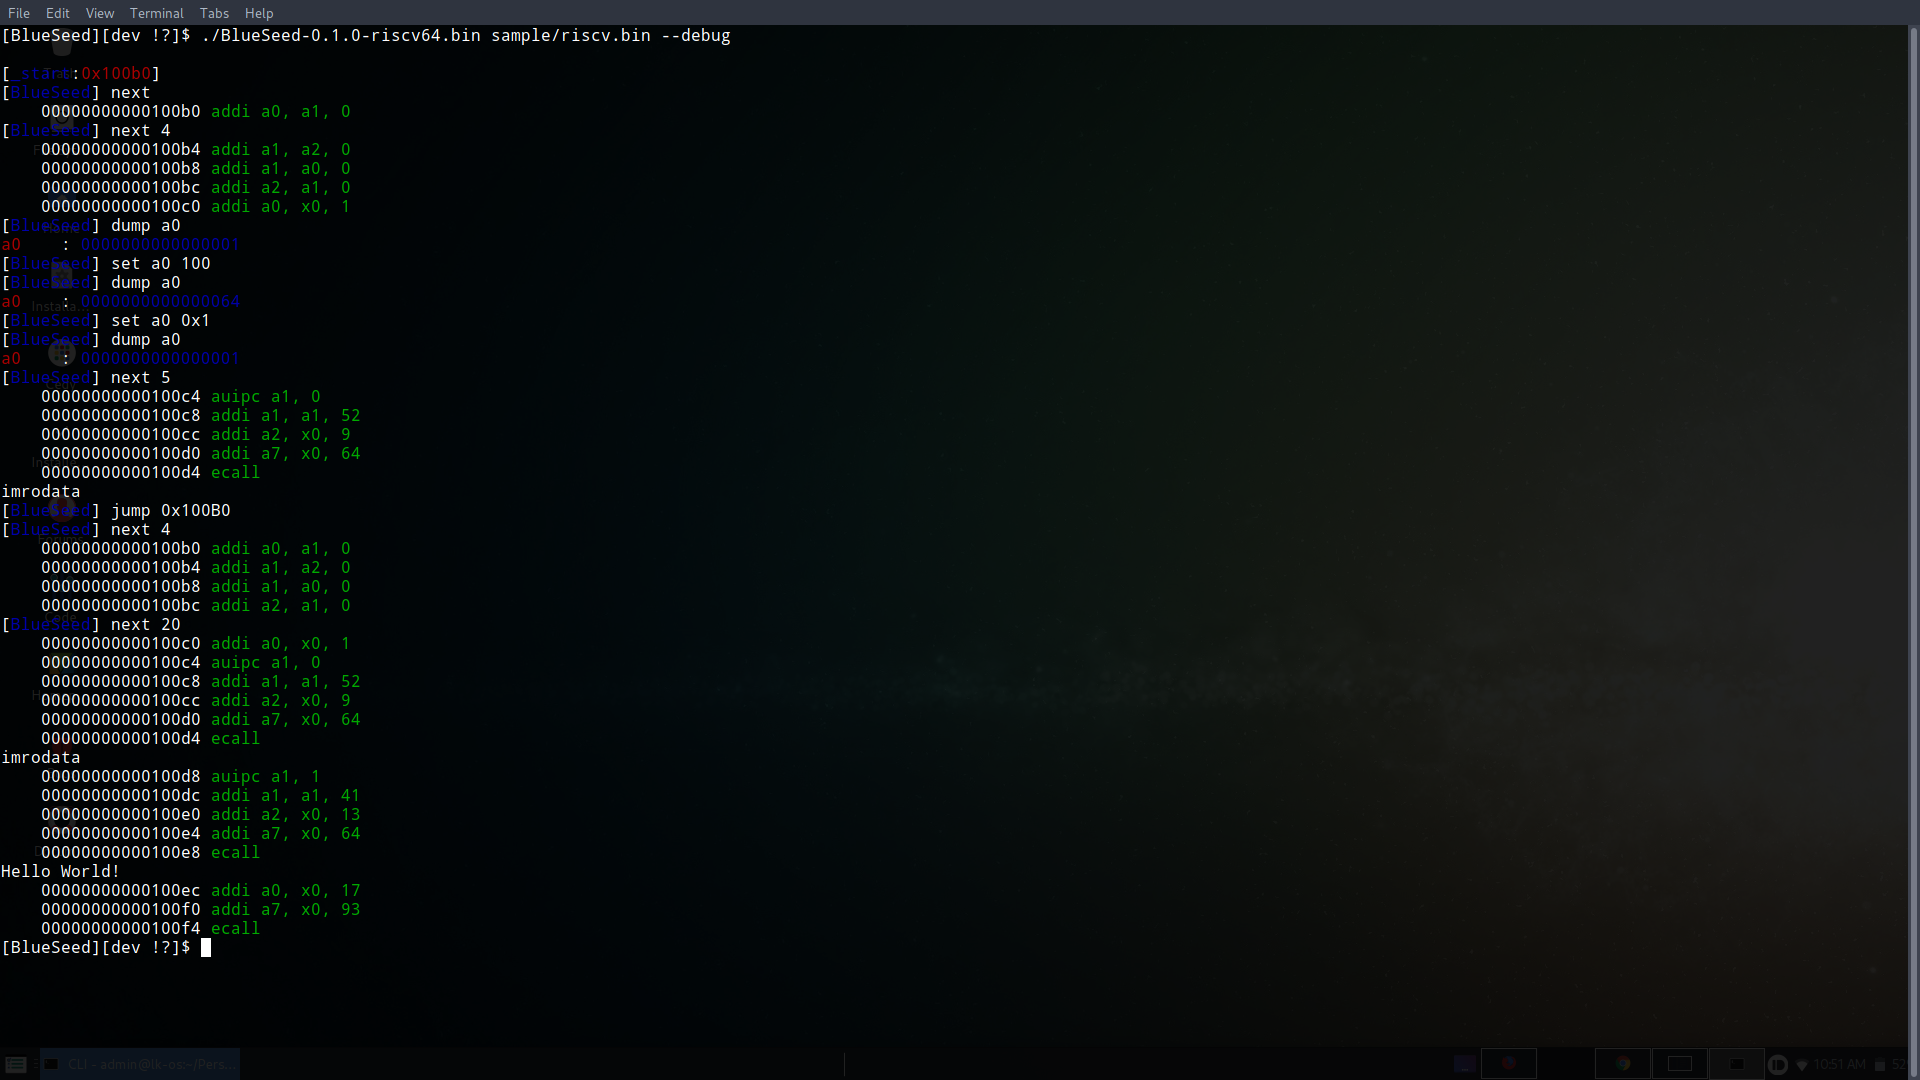 File Edit View Terminal Tabs Help
[BlueSeed][dev !?]$ ./BlueSeed-0.1.0-riscv64.bin sample/riscv.bin --debug
[_start:0x100b0]
[BlueSeed] next
00000000000100b0 addi a0, a1, 0
[BlueSeed] next 4
00000000000100b4 addi a1, a2, 0
00000000000100b8 addi a1, a0, 0
00000000000100bc addi a2, a1, 0
00000000000100c0 addi a0, x0, 1
[BlueSeed] dump a0
a0 : 0000000000000001
[BlueSeed] set a0 100
[BlueSeed] dump a0
a0 : 0000000000000064
[BlueSeed] set a0 0x1
[BlueSeed] dump a0
a0 : 0000000000000001
[BlueSeed] next 5
00000000000100c4 auipc a1, 0
00000000000100c8 addi a1, a1, 52
00000000000100cc addi a2, x0, 9
00000000000100d0 addi a7, x0, 64
00000000000100d4 ecall
imrodata
[BlueSeed] jump 0x100B0
[BlueSeed] next 4
00000000000100b0 addi a0, a1, 0
00000000000100b4 addi a1, a2, 0
00000000000100b8 addi a1, a0, 0
00000000000100bc addi a2, a1, 0
[BlueSeed] next 20
00000000000100c0 addi a0, x0, 1
00000000000100c4 auipc a1, 0
00000000000100c8 addi a1, a1, 52
00000000000100cc addi a2, x0, 9
00000000000100d0 addi a7, x0, 64
00000000000100d4 ecall
imrodata
00000000000100d8 auipc a1, 1
00000000000100dc addi a1, a1, 41
00000000000100e0 addi a2, x0, 13
00000000000100e4 addi a7, x0, 64
00000000000100e8 ecall
Hello World!
00000000000100ec addi a0, x0, 17
00000000000100f0 addi a7, x0, 93
00000000000100f4 ecall
[BlueSeed][dev !?]$
CLI - admin@lk-os:~/Pers... 10:51 AM